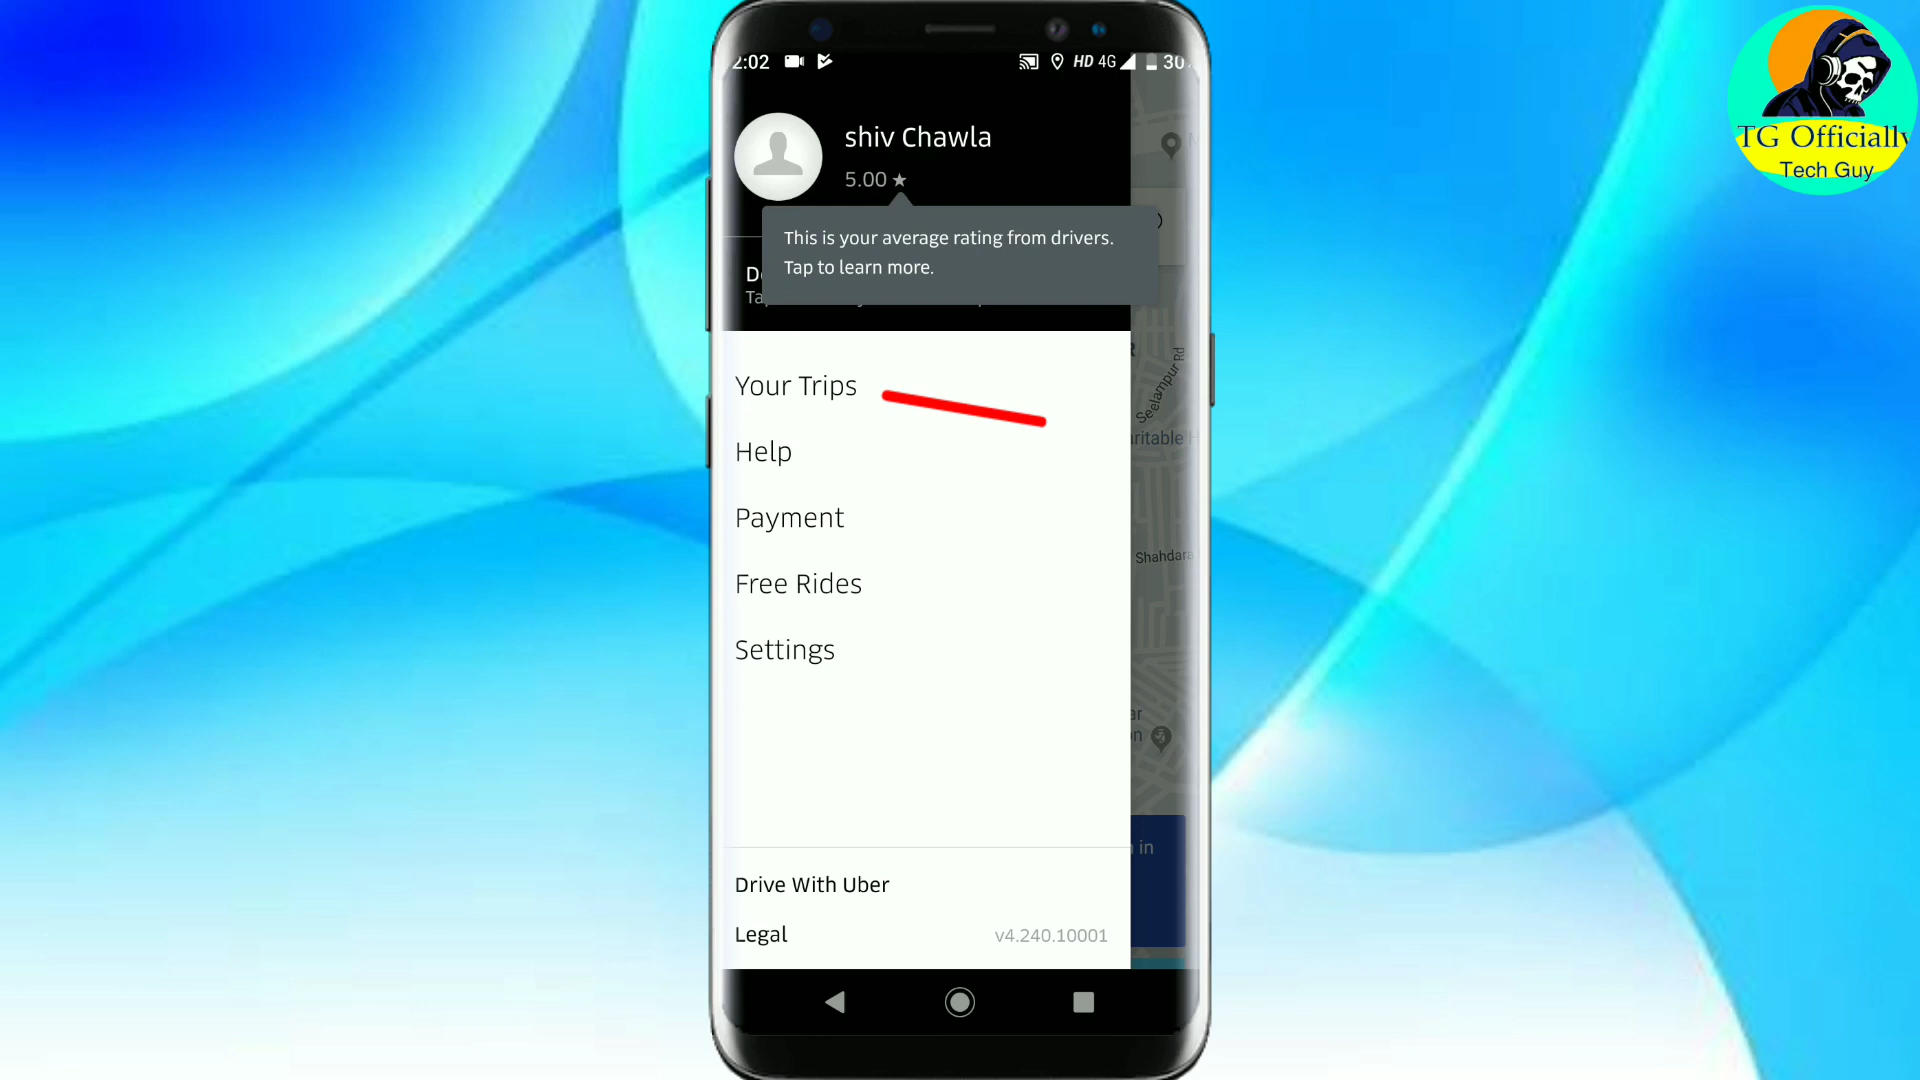 2:02
HD 4G 30
TG Officially
Tech Guy
shiv Chawla
5.00 ★
This is your average rating from drivers.
Tap to learn more.
Your Trips
Help
Payment
Free Rides
Settings
Drive With Uber
Legal
v4.240.10001
Seelampur Rd
Shahdara
in